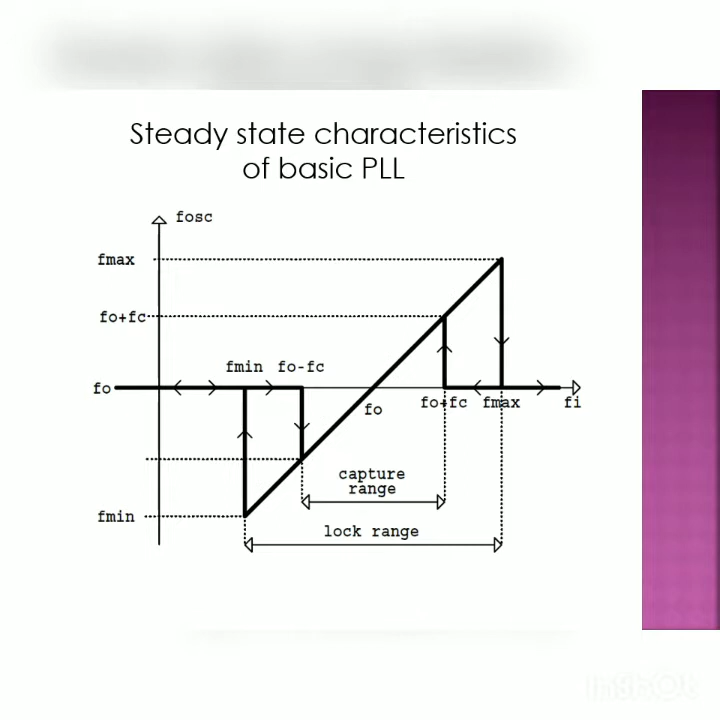 Steady state characteristics
of basic PLL
fosc
fmax
fo+fc
fmin fo-fc
fo
fo
fo+fc fmax fi
capture
range
fmin
lock range